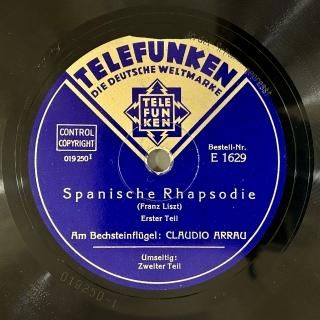 TELEFUNKEN
DIE DEUTSCHE WELTMARKE
TELE
FUN
KEN
CONTROL
COPYRIGHT
019250 I
Bestell-Nr.
E 1629
Spanische Rhapsodie
(Franz Liszt)
Erster Teil
Am Bechsteinflügel: CLAUDIO ARRAU
Umseitig:
Zweiter Teil
019250-1